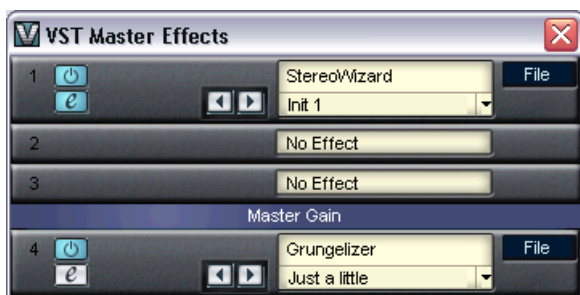 VST Master Effects
1 StereoWizard File
e Init 1
2 No Effect
3 No Effect
Master Gain
4 Grungelizer File
e Just a little